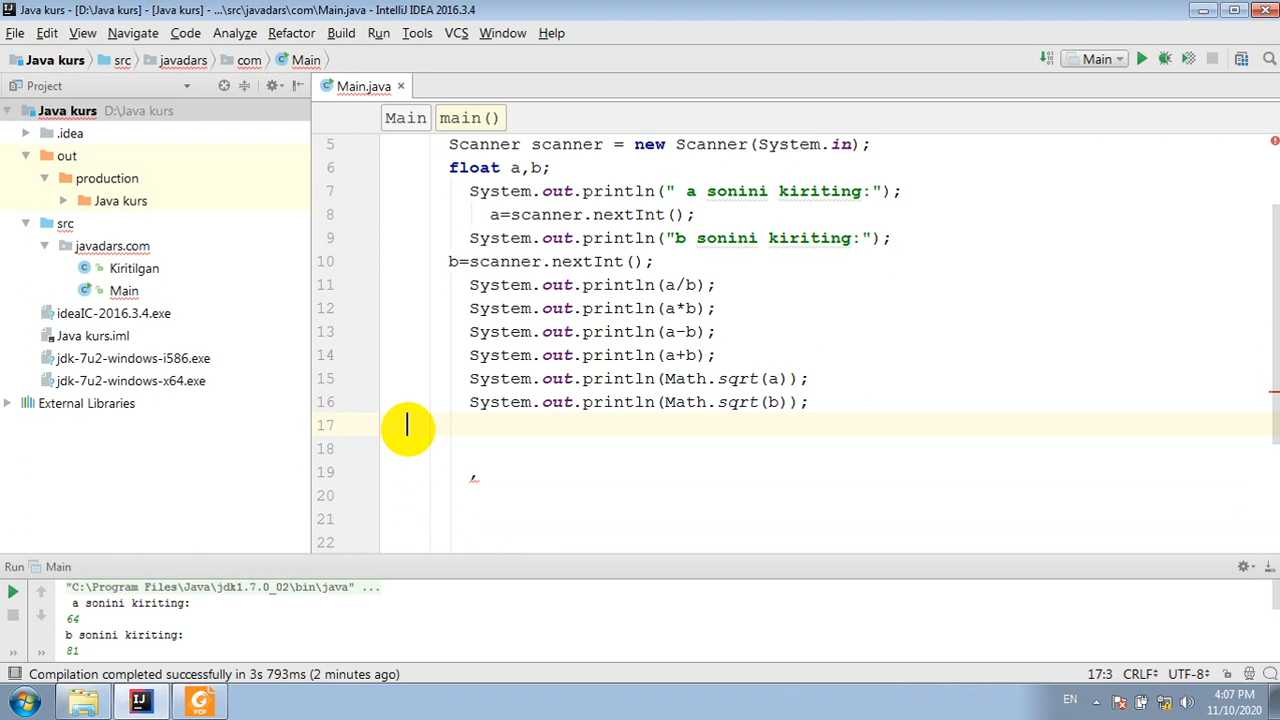 Java kurs - [D:\Java kurs] - [Java kurs] - ...\src\javadars\com\Main.java - IntelliJ IDEA 2016.3.4
File Edit View Navigate Code Analyze Refactor Build Run Tools VCS Window Help
Java kurs src javadars com Main Main
Project Main.java
Main main()
Java kurs D:\Java kurs
.idea
out
production
Java kurs
src
javadars.com
Kiritilgan
Main
ideaIC-2016.3.4.exe
Java kurs.iml
jdk-7u2-windows-i586.exe
jdk-7u2-windows-x64.exe
External Libraries
5 Scanner scanner = new Scanner(System.in);
6 float a,b;
7 System.out.println(" a sonini kiriting:");
8 a=scanner.nextInt();
9 System.out.println("b sonini kiriting:");
10 b=scanner.nextInt();
11 System.out.println(a/b);
12 System.out.println(a*b);
13 System.out.println(a-b);
14 System.out.println(a+b);
15 System.out.println(Math.sqrt(a));
16 System.out.println(Math.sqrt(b));
17
18
19 ,
20
21
22
Run Main
"C:\Program Files\Java\jdk1.7.0_02\bin\java" ...
a sonini kiriting:
64
b sonini kiriting:
81
Compilation completed successfully in 3s 793ms (2 minutes ago) 17:3 CRLF UTF-8
PDF
EN
4:07 PM
11/10/2020